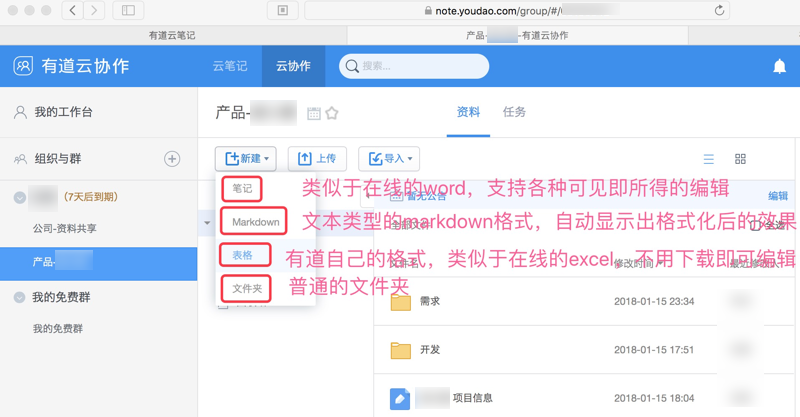 note.youdao.com/group/#/
有道云笔记
产品-
-有道云协作
有道云协作
云笔记
云协作
搜索...
我的工作台
产品-
资料
任务
组织与群
新建
上传
导入
(7天后到期)
笔记
类似于在线的word，支持各种可见即所得的编辑
暂无公告
编辑
公司-资料共享
Markdown
文本类型的markdown格式，自动显示出格式化后的效果
全部文件
产品-
表格
有道自己的格式，类似于在线的excel，不用下载即可编辑
文件名
修改时间
最近修改人
我的免费群
文件夹
普通的文件夹
需求
2018-01-15 23:34
我的免费群
开发
2018-01-15 17:51
项目信息
2018-01-15 18:04